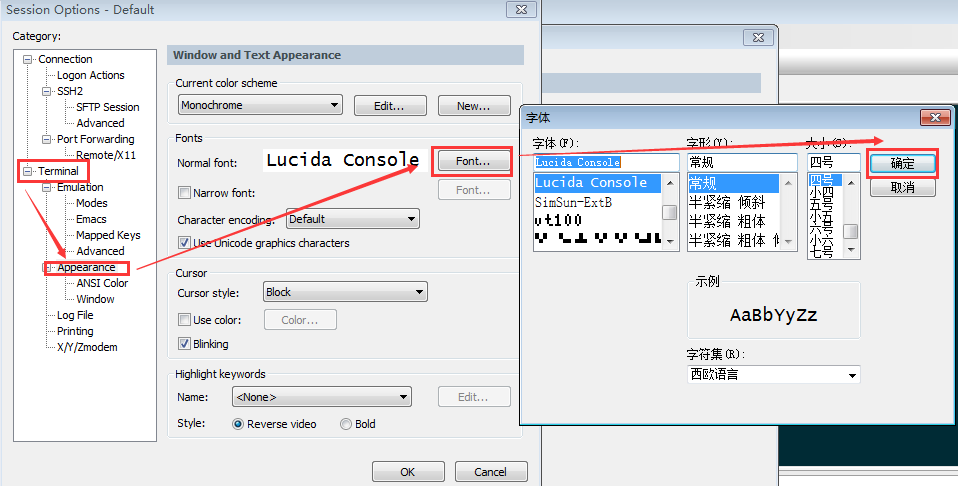 Session Options - Default
Category:
Connection
Logon Actions
SSH2
SFTP Session
Advanced
Port Forwarding
Remote/X11
Terminal
Emulation
Modes
Emacs
Mapped Keys
Advanced
Appearance
ANSI Color
Window
Log File
Printing
X/Y/Zmodem
Window and Text Appearance
Current color scheme
Monochrome
Edit...
New...
Fonts
Normal font:
Lucida Console
Font...
Narrow font:
Font...
Character encoding:
Default
Use Unicode graphics characters
Cursor
Cursor style:
Block
Use color:
Color...
Blinking
Highlight keywords
Name:
<None>
Edit...
Style:
Reverse video
Bold
OK
Cancel
字体
字体(F):
Lucida Console
Lucida Console
SimSun-ExtB
vt100
字形(Y):
常规
常规
半紧缩 倾斜
半紧缩 粗体
半紧缩 粗体
大小(S):
四号
四号
小四
五号
小五
六号
小六
七号
确定
取消
示例
AaBbYyZz
字符集(R):
西欧语言